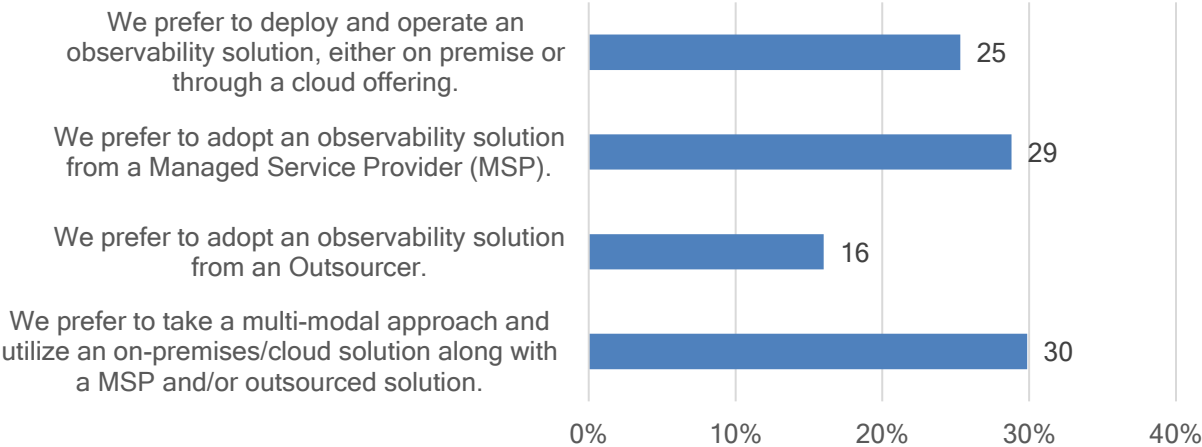 We prefer to deploy and operate an
observability solution, either on premise or
through a cloud offering.
25
We prefer to adopt an observability solution
from a Managed Service Provider (MSP).
29
We prefer to adopt an observability solution
from an Outsourcer.
16
We prefer to take a multi-modal approach and
utilize an on-premises/cloud solution along with
a MSP and/or outsourced solution.
30
0% 10% 20% 30% 40%